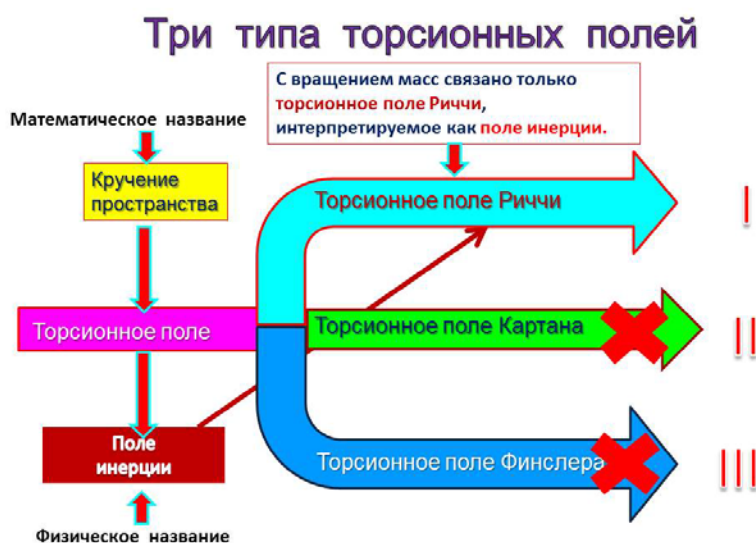 Три типа торсионных полей
С вращением масс связано только
торсионное поле Риччи,
интерпретируемое как поле инерции.
Математическое название
Кручение
пространства
Торсионное поле Риччи
I
Торсионное поле
Торсионное поле Картана
II
Поле
инерции
Торсионное поле Финслера
III
Физическое название